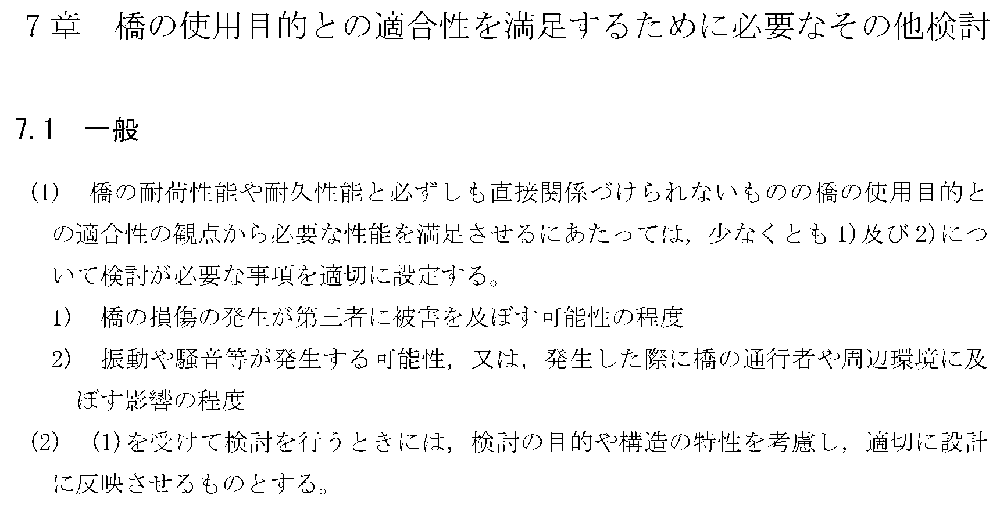 7章　橋の使用目的との適合性を満足するために必要なその他検討
7.1　一般
(1)　橋の耐荷性能や耐久性能と必ずしも直接関係づけられないものの橋の使用目的と
の適合性の観点から必要な性能を満足させるにあたっては，少なくとも1)及び2)につ
いて検討が必要な事項を適切に設定する。
1)　橋の損傷の発生が第三者に被害を及ぼす可能性の程度
2)　振動や騒音等が発生する可能性，又は，発生した際に橋の通行者や周辺環境に及
ぼす影響の程度
(2)　(1)を受けて検討を行うときには，検討の目的や構造の特性を考慮し，適切に設計
に反映させるものとする。